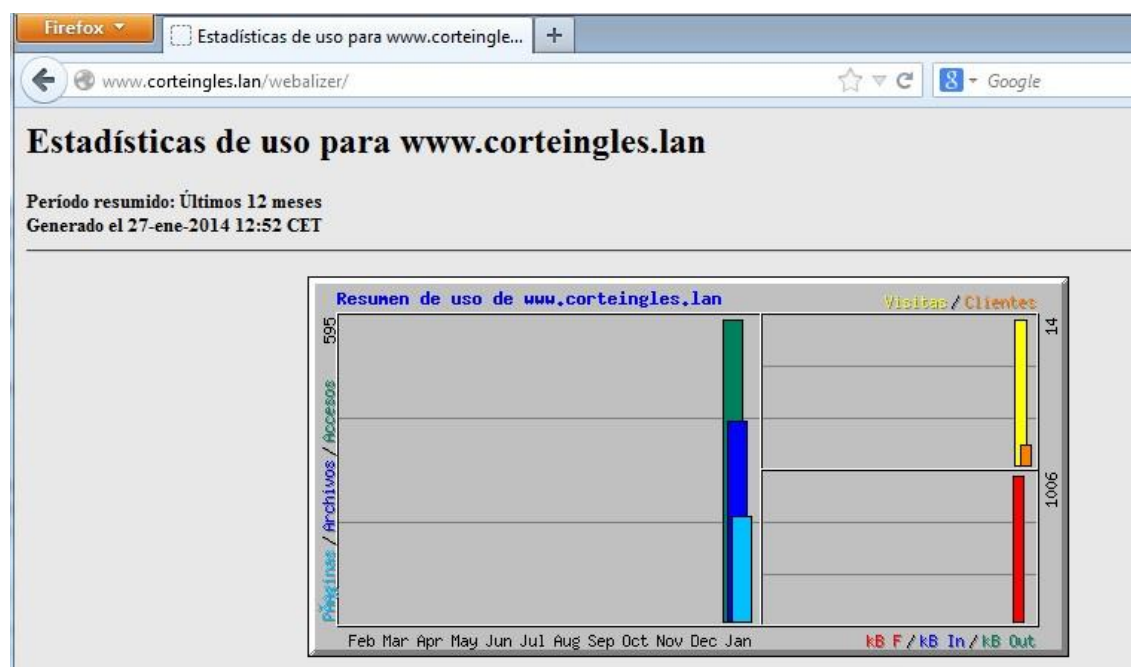 Firefox
Estadísticas de uso para www.corteingle...
www.corteingles.lan/webalizer/
Google
Estadísticas de uso para www.corteingles.lan
Período resumido: Últimos 12 meses
Generado el 27-ene-2014 12:52 CET
Resumen de uso de www.corteingles.lan
Visitas / Clientes
595
14
Páginas / Archivos / Accesos
1006
Feb Mar Apr May Jun Jul Aug Sep Oct Nov Dec Jan
kB F / kB In / kB Out